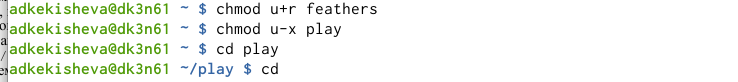 adkekisheva@dk3n61 ~ $ chmod u+r feathers
adkekisheva@dk3n61 ~ $ chmod u-x play
adkekisheva@dk3n61 ~ $ cd play
adkekisheva@dk3n61 ~/play $ cd